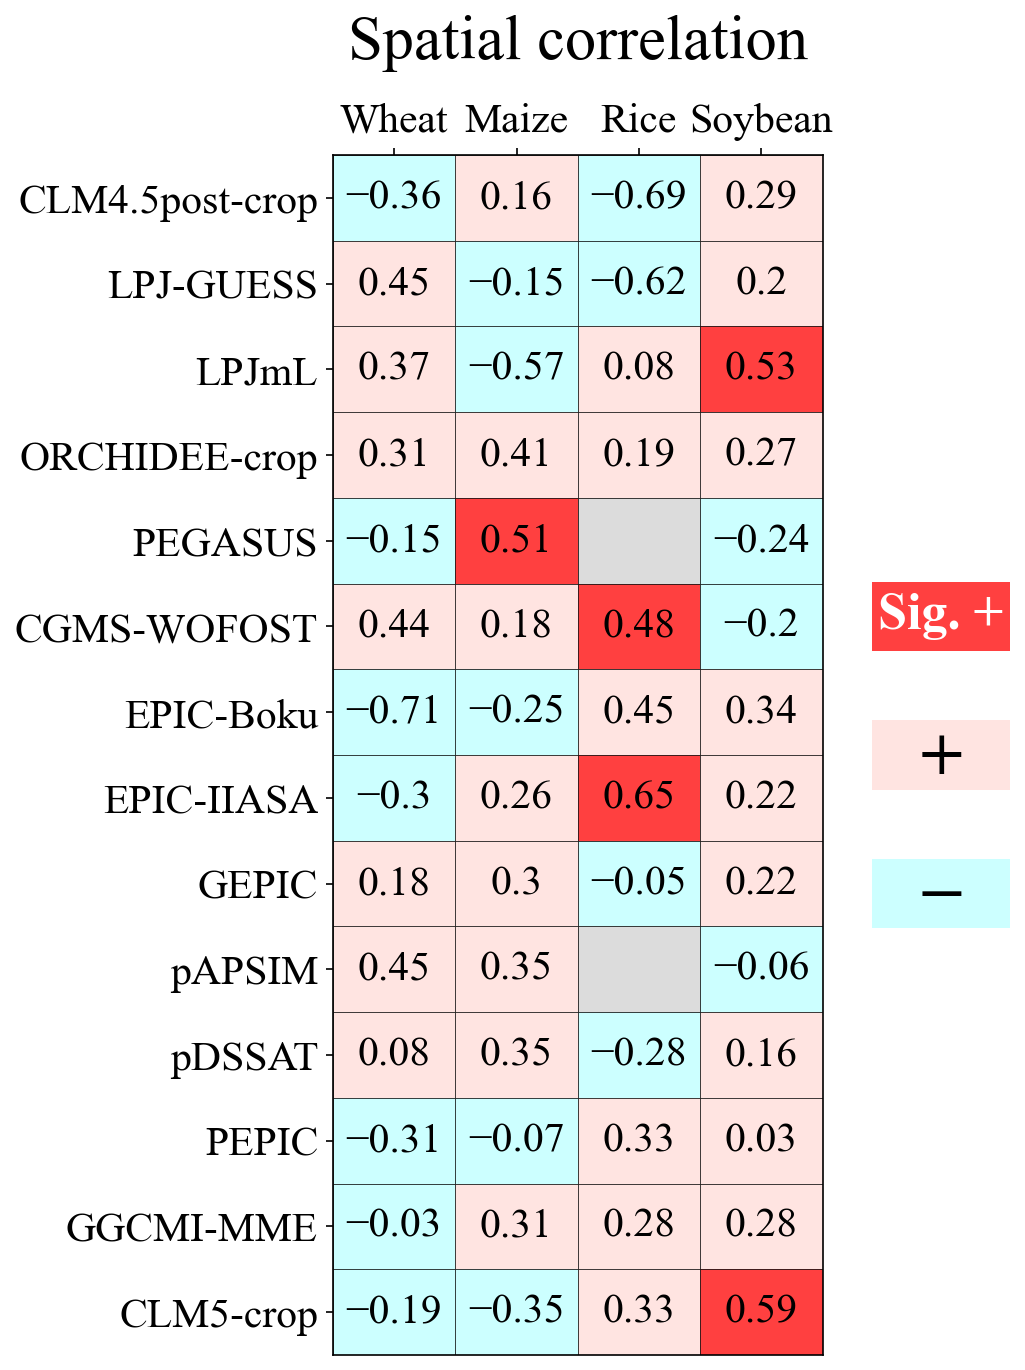 Spatial correlation
Wheat Maize Rice Soybean
CLM4.5post-crop −0.36 0.16 −0.69 0.29
LPJ-GUESS 0.45 −0.15 −0.62 0.2
LPJmL 0.37 −0.57 0.08 0.53
ORCHIDEE-crop 0.31 0.41 0.19 0.27
PEGASUS −0.15 0.51 −0.24
CGMS-WOFOST 0.44 0.18 0.48 −0.2
EPIC-Boku −0.71 −0.25 0.45 0.34
EPIC-IIASA −0.3 0.26 0.65 0.22
GEPIC 0.18 0.3 −0.05 0.22
pAPSIM 0.45 0.35 −0.06
pDSSAT 0.08 0.35 −0.28 0.16
PEPIC −0.31 −0.07 0.33 0.03
GGCMI-MME −0.03 0.31 0.28 0.28
CLM5-crop −0.19 −0.35 0.33 0.59
Sig. +
+
−